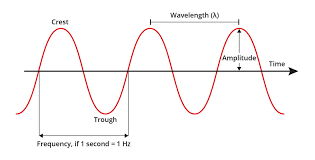 Crest
Wavelength (λ)
Amplitude
Time
Trough
Frequency, if 1 second = 1 Hz